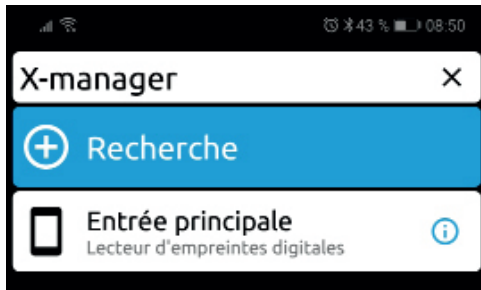 43 % 08:50
X-manager
Recherche
Entrée principale
Lecteur d'empreintes digitales